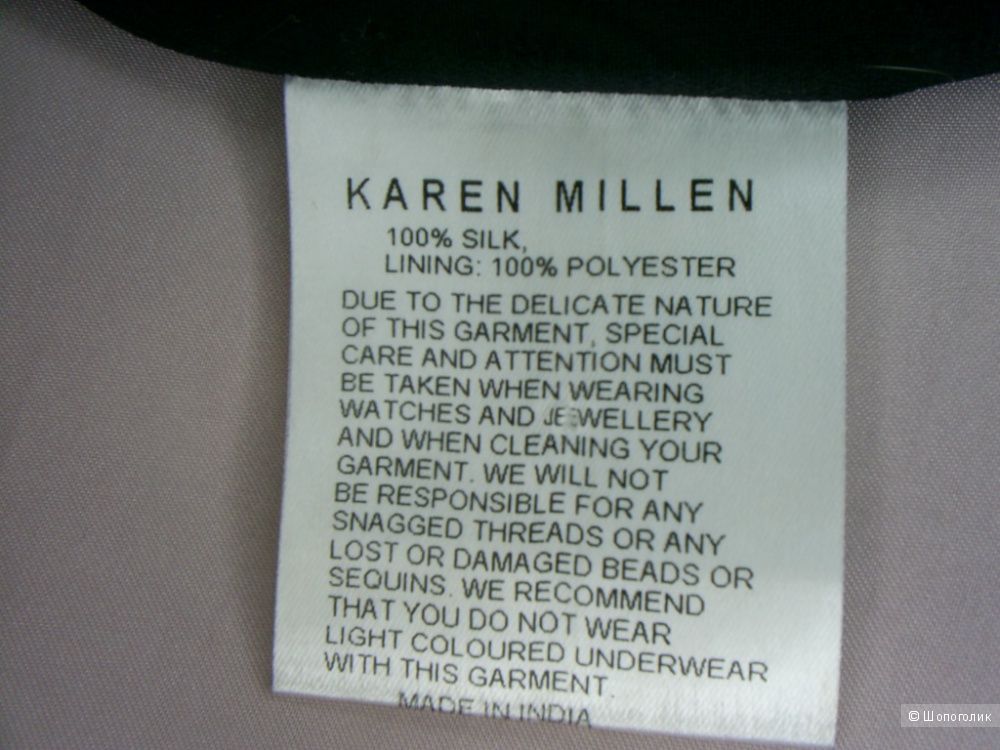 KAREN MILLEN
100% SILK,
LINING: 100% POLYESTER
DUE TO THE DELICATE NATURE
OF THIS GARMENT, SPECIAL
CARE AND ATTENTION MUST
BE TAKEN WHEN WEARING
WATCHES AND JEWELLERY
AND WHEN CLEANING YOUR
GARMENT. WE WILL NOT
BE RESPONSIBLE FOR ANY
SNAGGED THREADS OR ANY
LOST OR DAMAGED BEADS OR
SEQUINS. WE RECOMMEND
THAT YOU DO NOT WEAR
LIGHT COLOURED UNDERWEAR
WITH THIS GARMENT.
MADE IN INDIA
© Шопоголик